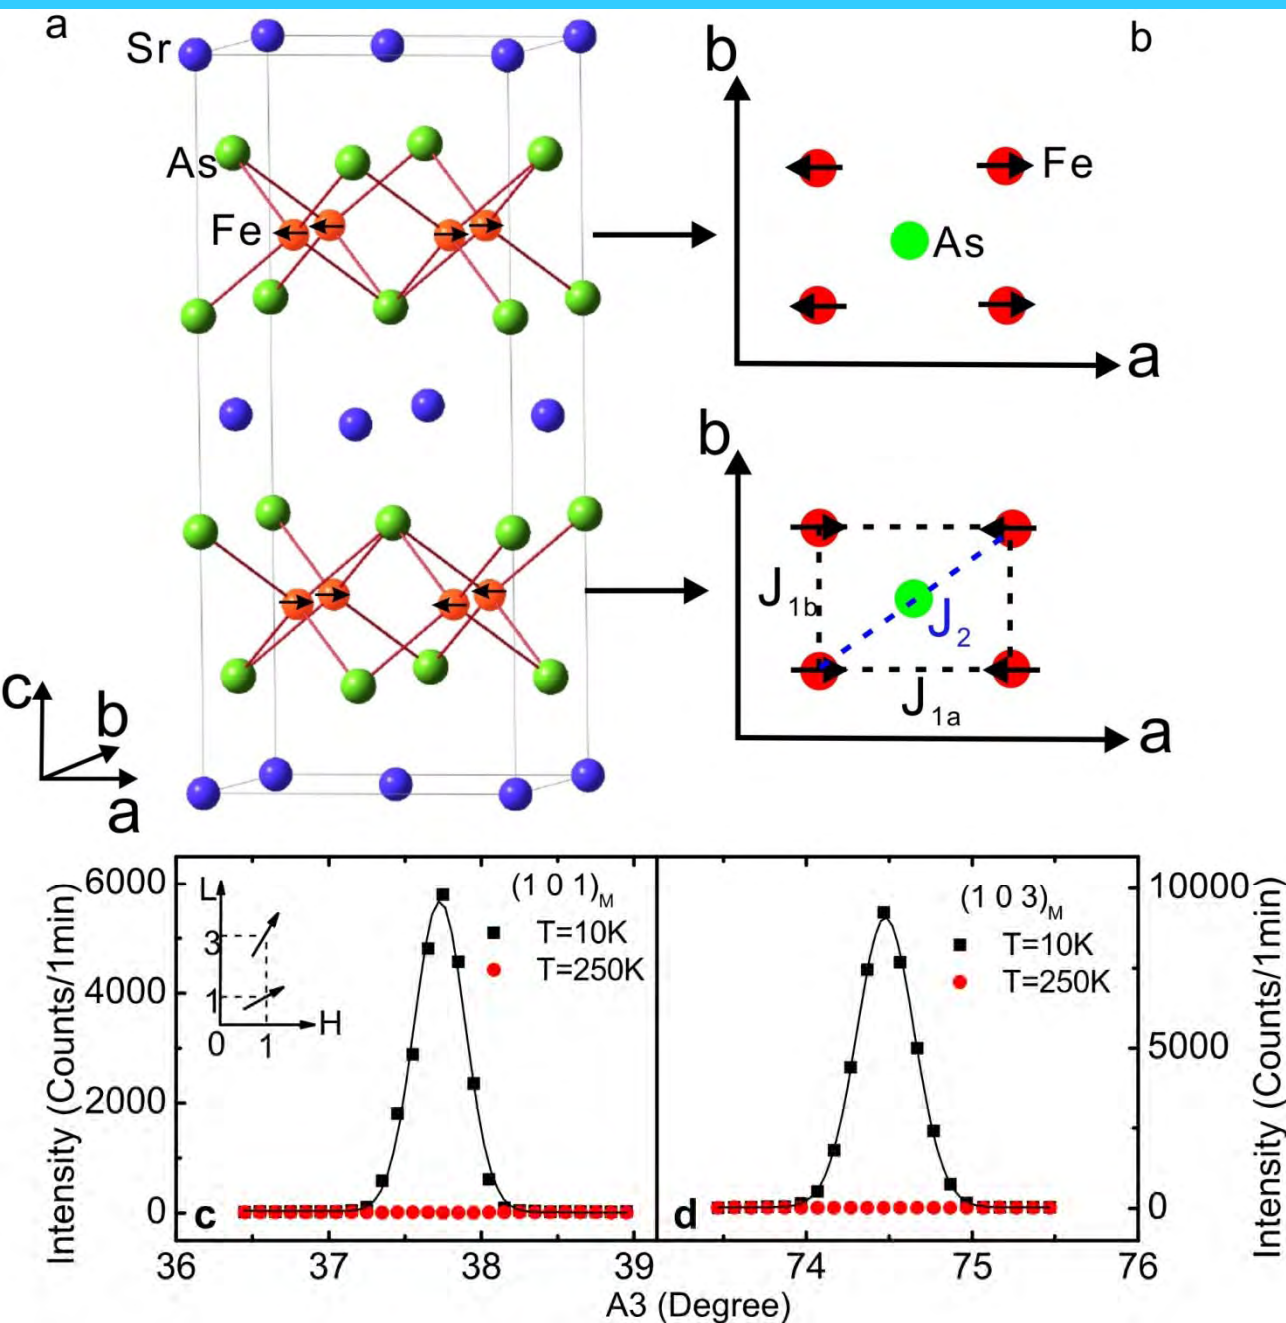 a
b
Sr
As
Fe
b
Fe
As
a
b
J1b
J2
J1a
a
c
b
a
Intensity (Counts/1min)
6000
4000
2000
0
L
3
1
0
1
H
(1 0 1)M
T=10K
T=250K
c
(1 0 3)M
T=10K
T=250K
d
10000
5000
0
Intensity (Counts/1min)
36 37 38 39 74 75 76
A3 (Degree)